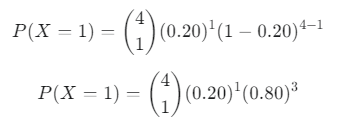 P(X = 1) = \binom{4}{1} (0.20)^1 (1 − 0.20)^{4−1}
P(X = 1) = \binom{4}{1} (0.20)^1 (0.80)^3